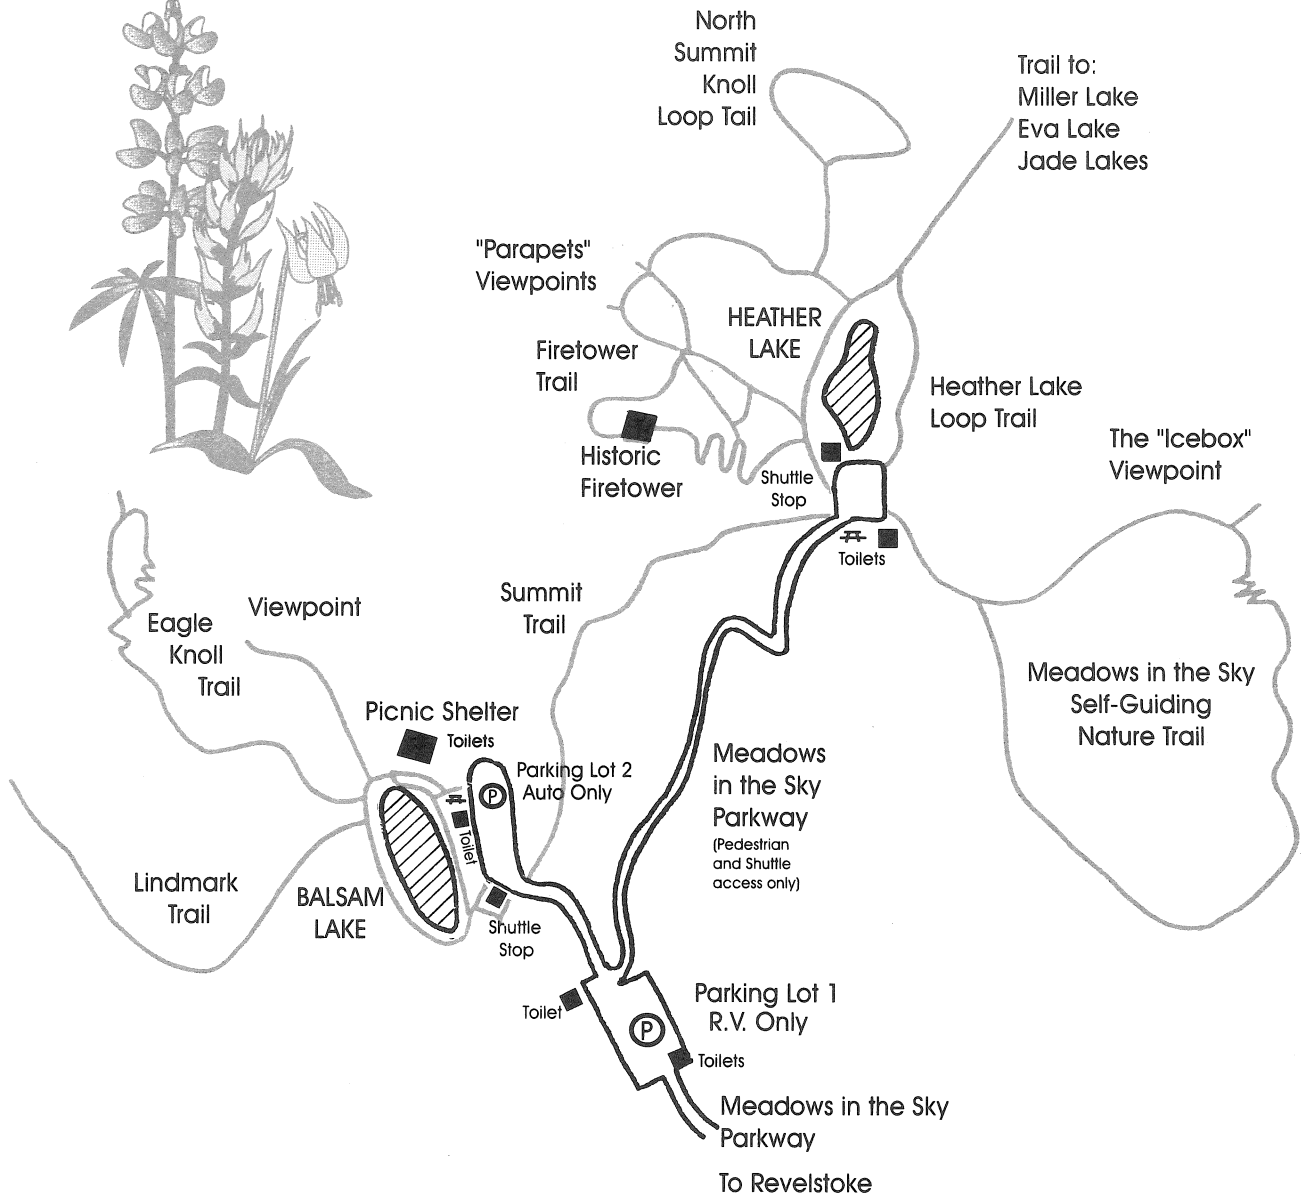 North
Summit
Knoll
Loop Tail
Trail to:
Miller Lake
Eva Lake
Jade Lakes
"Parapets"
Viewpoints
HEATHER
LAKE
Firetower
Trail
Heather Lake
Loop Trail
The "Icebox"
Viewpoint
Historic
Firetower
Shuttle
Stop
Toilets
Summit
Trail
Viewpoint
Eagle
Knoll
Trail
Meadows in the Sky
Self-Guiding
Nature Trail
Picnic Shelter
Toilets
Parking Lot 2
Auto Only
P
Toilet
Meadows
in the Sky
Parkway
(Pedestrian
and Shuttle
access only)
Lindmark
Trail
BALSAM
LAKE
Shuttle
Stop
Toilet
Parking Lot 1
R.V. Only
P
Toilets
Meadows in the Sky
Parkway
To Revelstoke